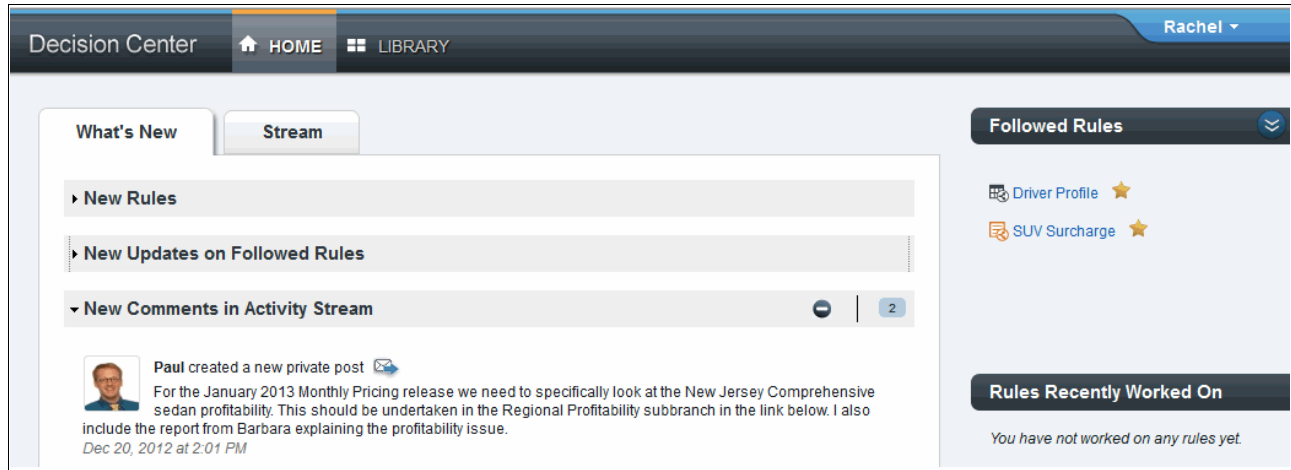 Decision Center
HOME
LIBRARY
Rachel
What's New
Stream
New Rules
New Updates on Followed Rules
New Comments in Activity Stream
2
Paul created a new private post
For the January 2013 Monthly Pricing release we need to specifically look at the New Jersey Comprehensive
sedan profitability. This should be undertaken in the Regional Profitability subbranch in the link below. I also
include the report from Barbara explaining the profitability issue.
Dec 20, 2012 at 2:01 PM
Followed Rules
Driver Profile
SUV Surcharge
Rules Recently Worked On
You have not worked on any rules yet.